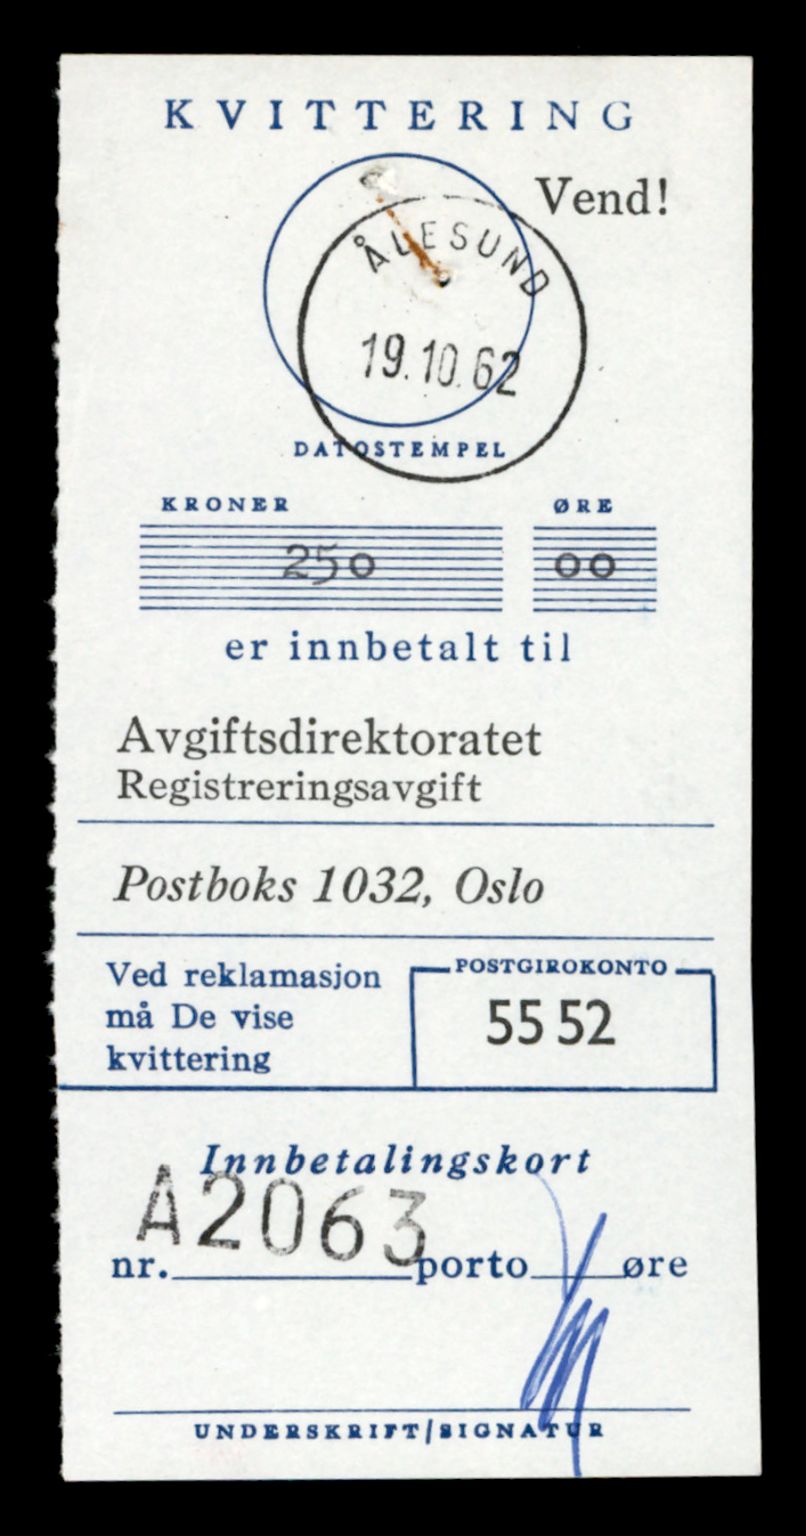 KVITTERING
Vend!
ÅLESUND
19.10.62
DATOSTEMPEL
KRONER ØRE
250 00
er innbetalt til
Avgiftsdirektoratet
Registreringsavgift
Postboks 1032, Oslo
Ved reklamasjon
må De vise
kvittering
POSTGIROKONTO
55 52
Innbetalingskort
A2063
nr. porto øre
UNDERSKRIFT/SIGNATUR